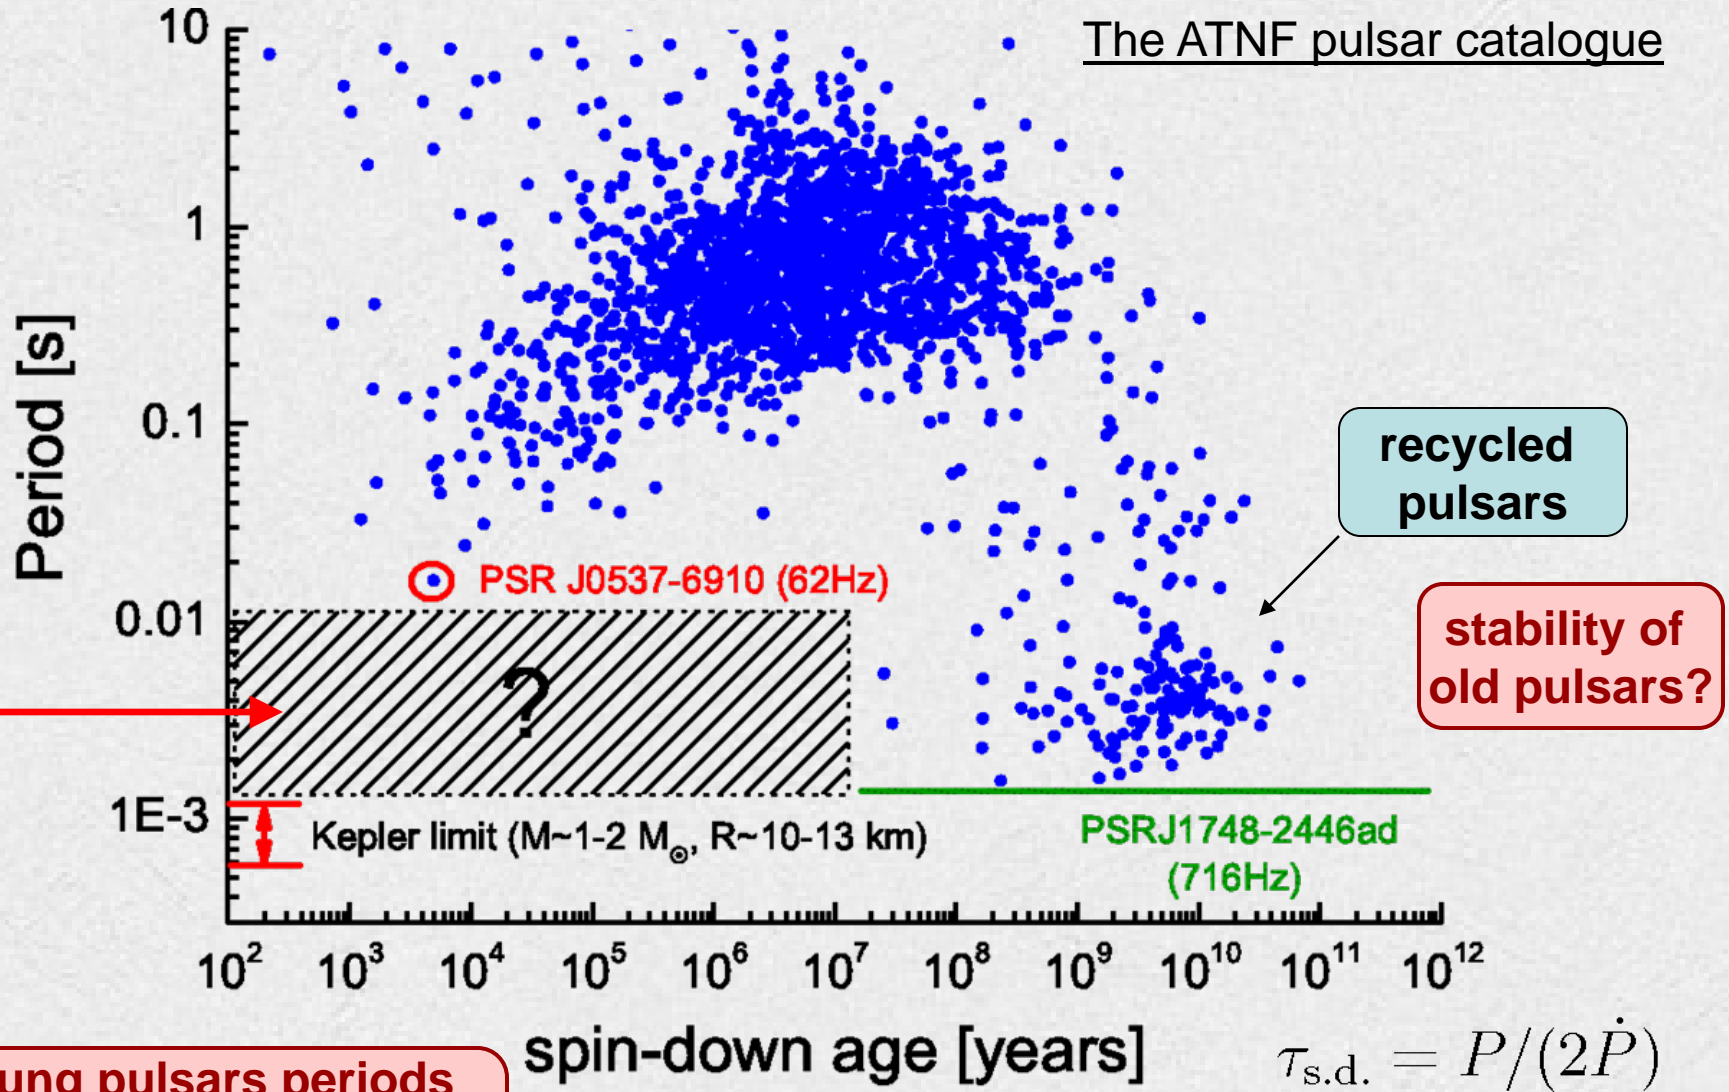 The ATNF pulsar catalogue
Period [s]
10
1
0.1
0.01
1E-3
recycled
pulsars
PSR J0537-6910 (62Hz)
stability of
old pulsars?
?
Kepler limit (M~1-2 M☉, R~10-13 km)
PSRJ1748-2446ad
(716Hz)
10² 10³ 10⁴ 10⁵ 10⁶ 10⁷ 10⁸ 10⁹ 10¹⁰ 10¹¹ 10¹²
spin-down age [years]
τ_s.d. = P/(2Ṗ)
pulsars periods